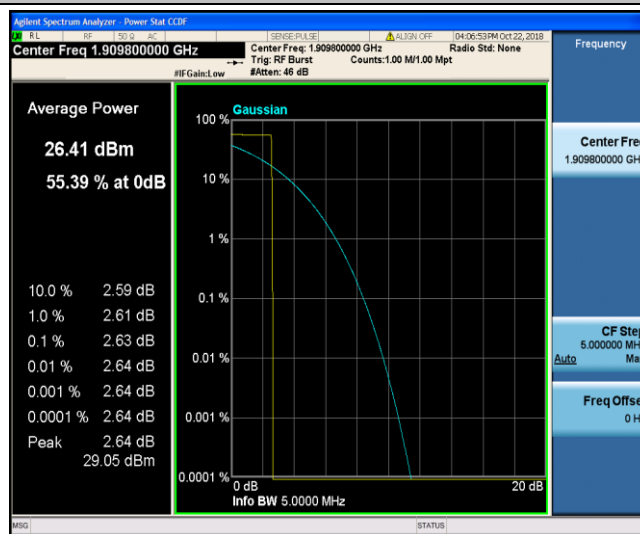 Agilent Spectrum Analyzer - Power Stat CCDF
RL RF 50 Ω AC SENSE:PULSE ALIGN OFF 04:06:53PM Oct 22, 2018
Center Freq 1.909800000 GHz
Center Freq: 1.909800000 GHz Radio Std: None
Trig: RF Burst Counts:1.00 M/1.00 Mpt
#IFGain:Low #Atten: 46 dB
Frequency
Average Power
26.41 dBm
55.39 % at 0dB
10.0 % 2.59 dB
1.0 % 2.61 dB
0.1 % 2.63 dB
0.01 % 2.64 dB
0.001 % 2.64 dB
0.0001 % 2.64 dB
Peak 2.64 dB
29.05 dBm
Gaussian
100 %
10 %
1 %
0.1 %
0.01 %
0.001 %
0.0001 %
0 dB 20 dB
Info BW 5.0000 MHz
Center Fre
1.909800000 GH
CF Ste
5.000000 MH
Auto Ma
Freq Offse
0 H
MSG STATUS